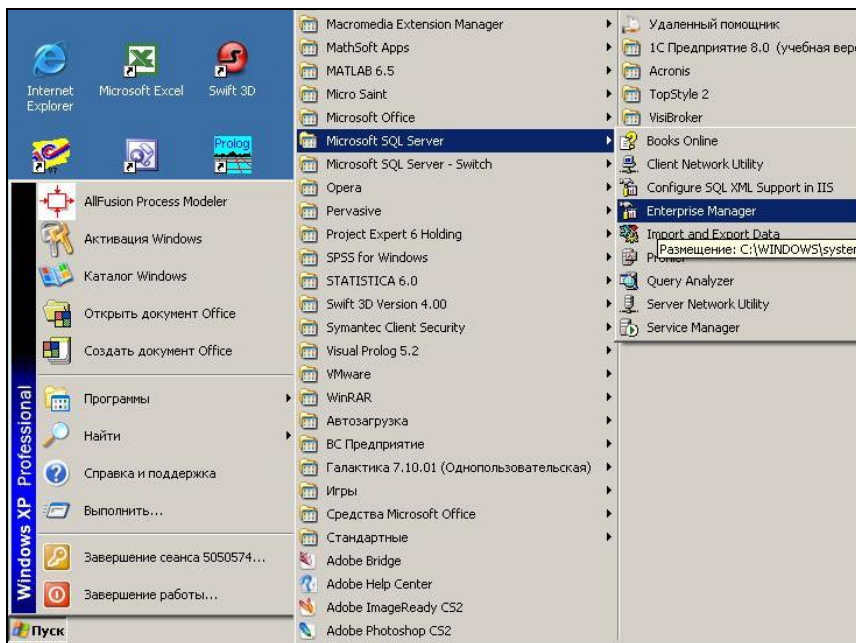 Internet
Explorer
Microsoft Excel
Swift 3D
V7
Prolog
AllFusion Process Modeler
Активация Windows
Каталог Windows
Открыть документ Office
Создать документ Office
Программы
Найти
Справка и поддержка
Выполнить...
Завершение сеанса 5050574...
Завершение работы...
Windows XP Professional
Пуск
Macromedia Extension Manager
MathSoft Apps
MATLAB 6.5
Micro Saint
Microsoft Office
Microsoft SQL Server
Microsoft SQL Server - Switch
Opera
Pervasive
Project Expert 6 Holding
SPSS for Windows
STATISTICA 6.0
Swift 3D Version 4.00
Symantec Client Security
Visual Prolog 5.2
VMware
WinRAR
Автозагрузка
ВС Предприятие
Галактика 7.10.01 (Однопользовательская)
Игры
Средства Microsoft Office
Стандартные
Adobe Bridge
Adobe Help Center
Adobe ImageReady CS2
Adobe Photoshop CS2
Удаленный помощник
1С Предприятие 8.0 (учебная вер
Acronis
TopStyle 2
VisiBroker
Books Online
Client Network Utility
Configure SQL XML Support in IIS
Enterprise Manager
Import and Export Data
Размещение: C:\WINDOWS\system
Profiler
Query Analyzer
Server Network Utility
Service Manager